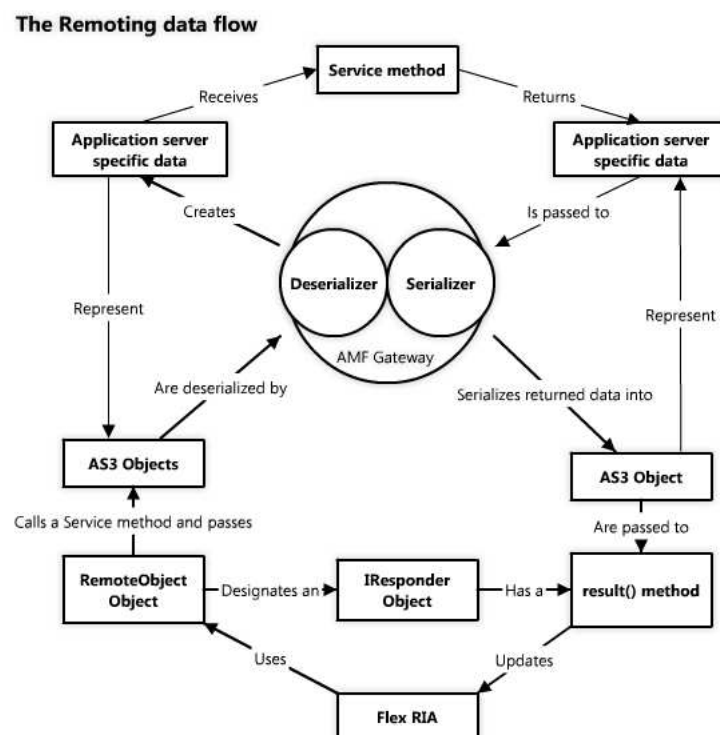 The Remoting data flow
Service method
Receives
Returns
Application server
specific data
Application server
specific data
Creates
Is passed to
Deserializer
Serializer
Represent
Represent
AMF Gateway
Are deserialized by
Serializes returned data into
AS3 Objects
AS3 Object
Calls a Service method and passes
Are passed to
RemoteObject
Object
Designates an
IResponder
Object
Has a
result() method
Uses
Updates
Flex RIA